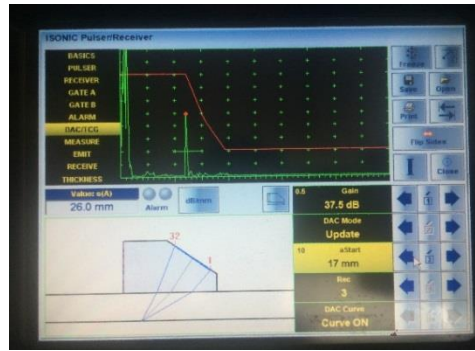 ISONIC Pulser/Receiver
BASICS
PULSER
RECEIVER
GATE A
GATE B
ALARM
DAC/TCG
MEASURE
EMIT
RECEIVE
THICKNESS
Freeze
Save
Open
Print
Flip Sides
Close
Value: s(A)
26.0 mm
Alarm
0.5 Gain
37.5 dB
DAC Mode
Update
10 aStart
17 mm
Rec
3
DAC Curve
Curve ON
32
1